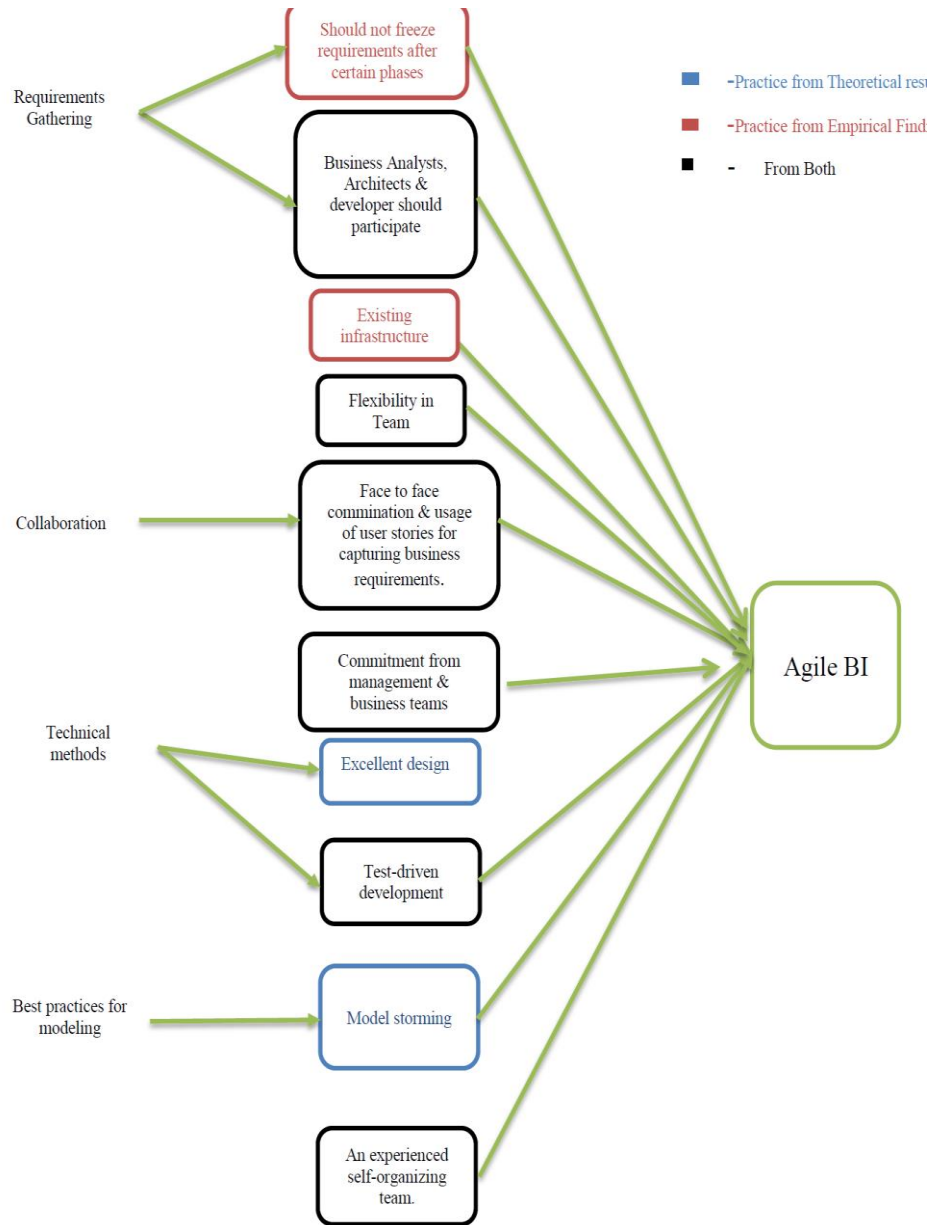 Should not freeze
requirements after
certain phases
Requirements
Gathering
-Practice from Theoretical
-Practice from Empirical
- From Both
Business Analysts,
Architects &
developer should
participate
Existing
infrastructure
Flexibility in
Team
Collaboration
Face to face
commination & usage
of user stories for
capturing business
requirements.
Agile BI
Commitment from
management &
business teams
Technical
methods
Excellent design
Test-driven
development
Best practices for
modeling
Model storming
An experienced
self-organizing
team.